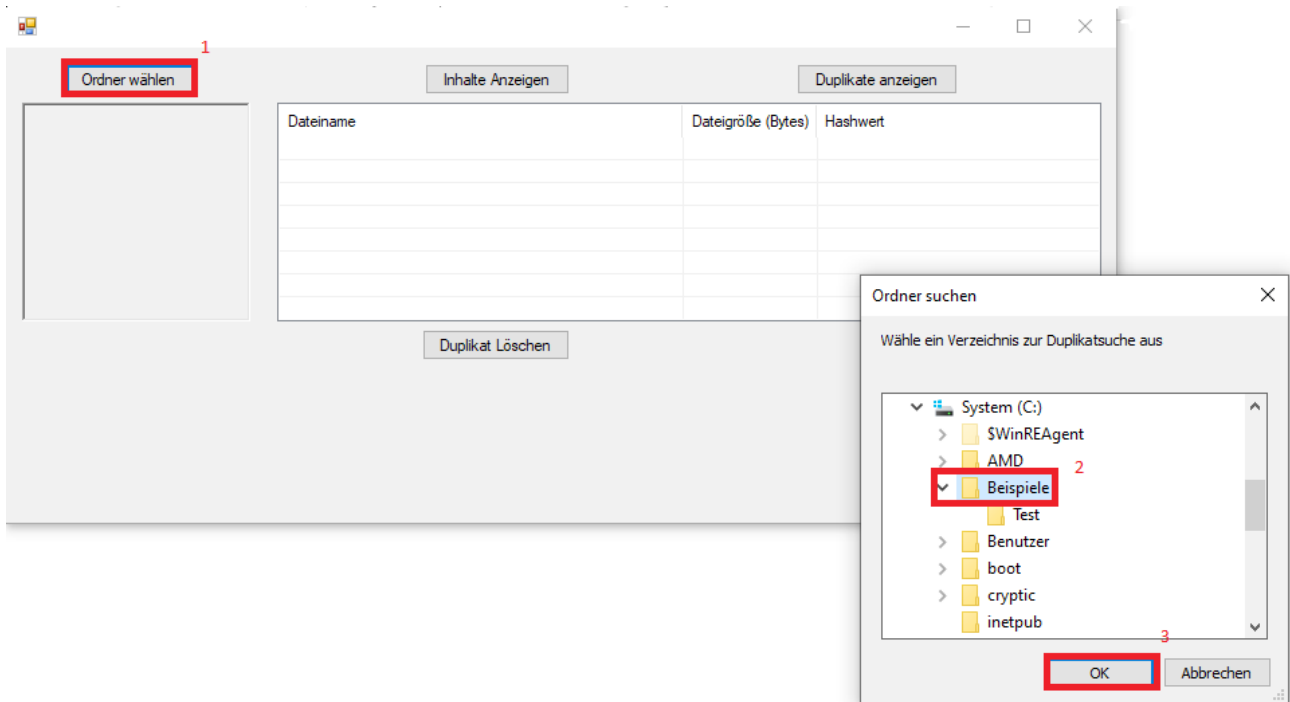 1
Ordner wählen
Inhalte Anzeigen
Duplikate anzeigen
Dateiname
Dateigröße (Bytes)
Hashwert
Duplikat Löschen
Ordner suchen
Wähle ein Verzeichnis zur Duplikatsuche aus
System (C:)
$WinREAgent
AMD
2
Beispiele
Test
Benutzer
boot
cryptic
inetpub
3
OK
Abbrechen